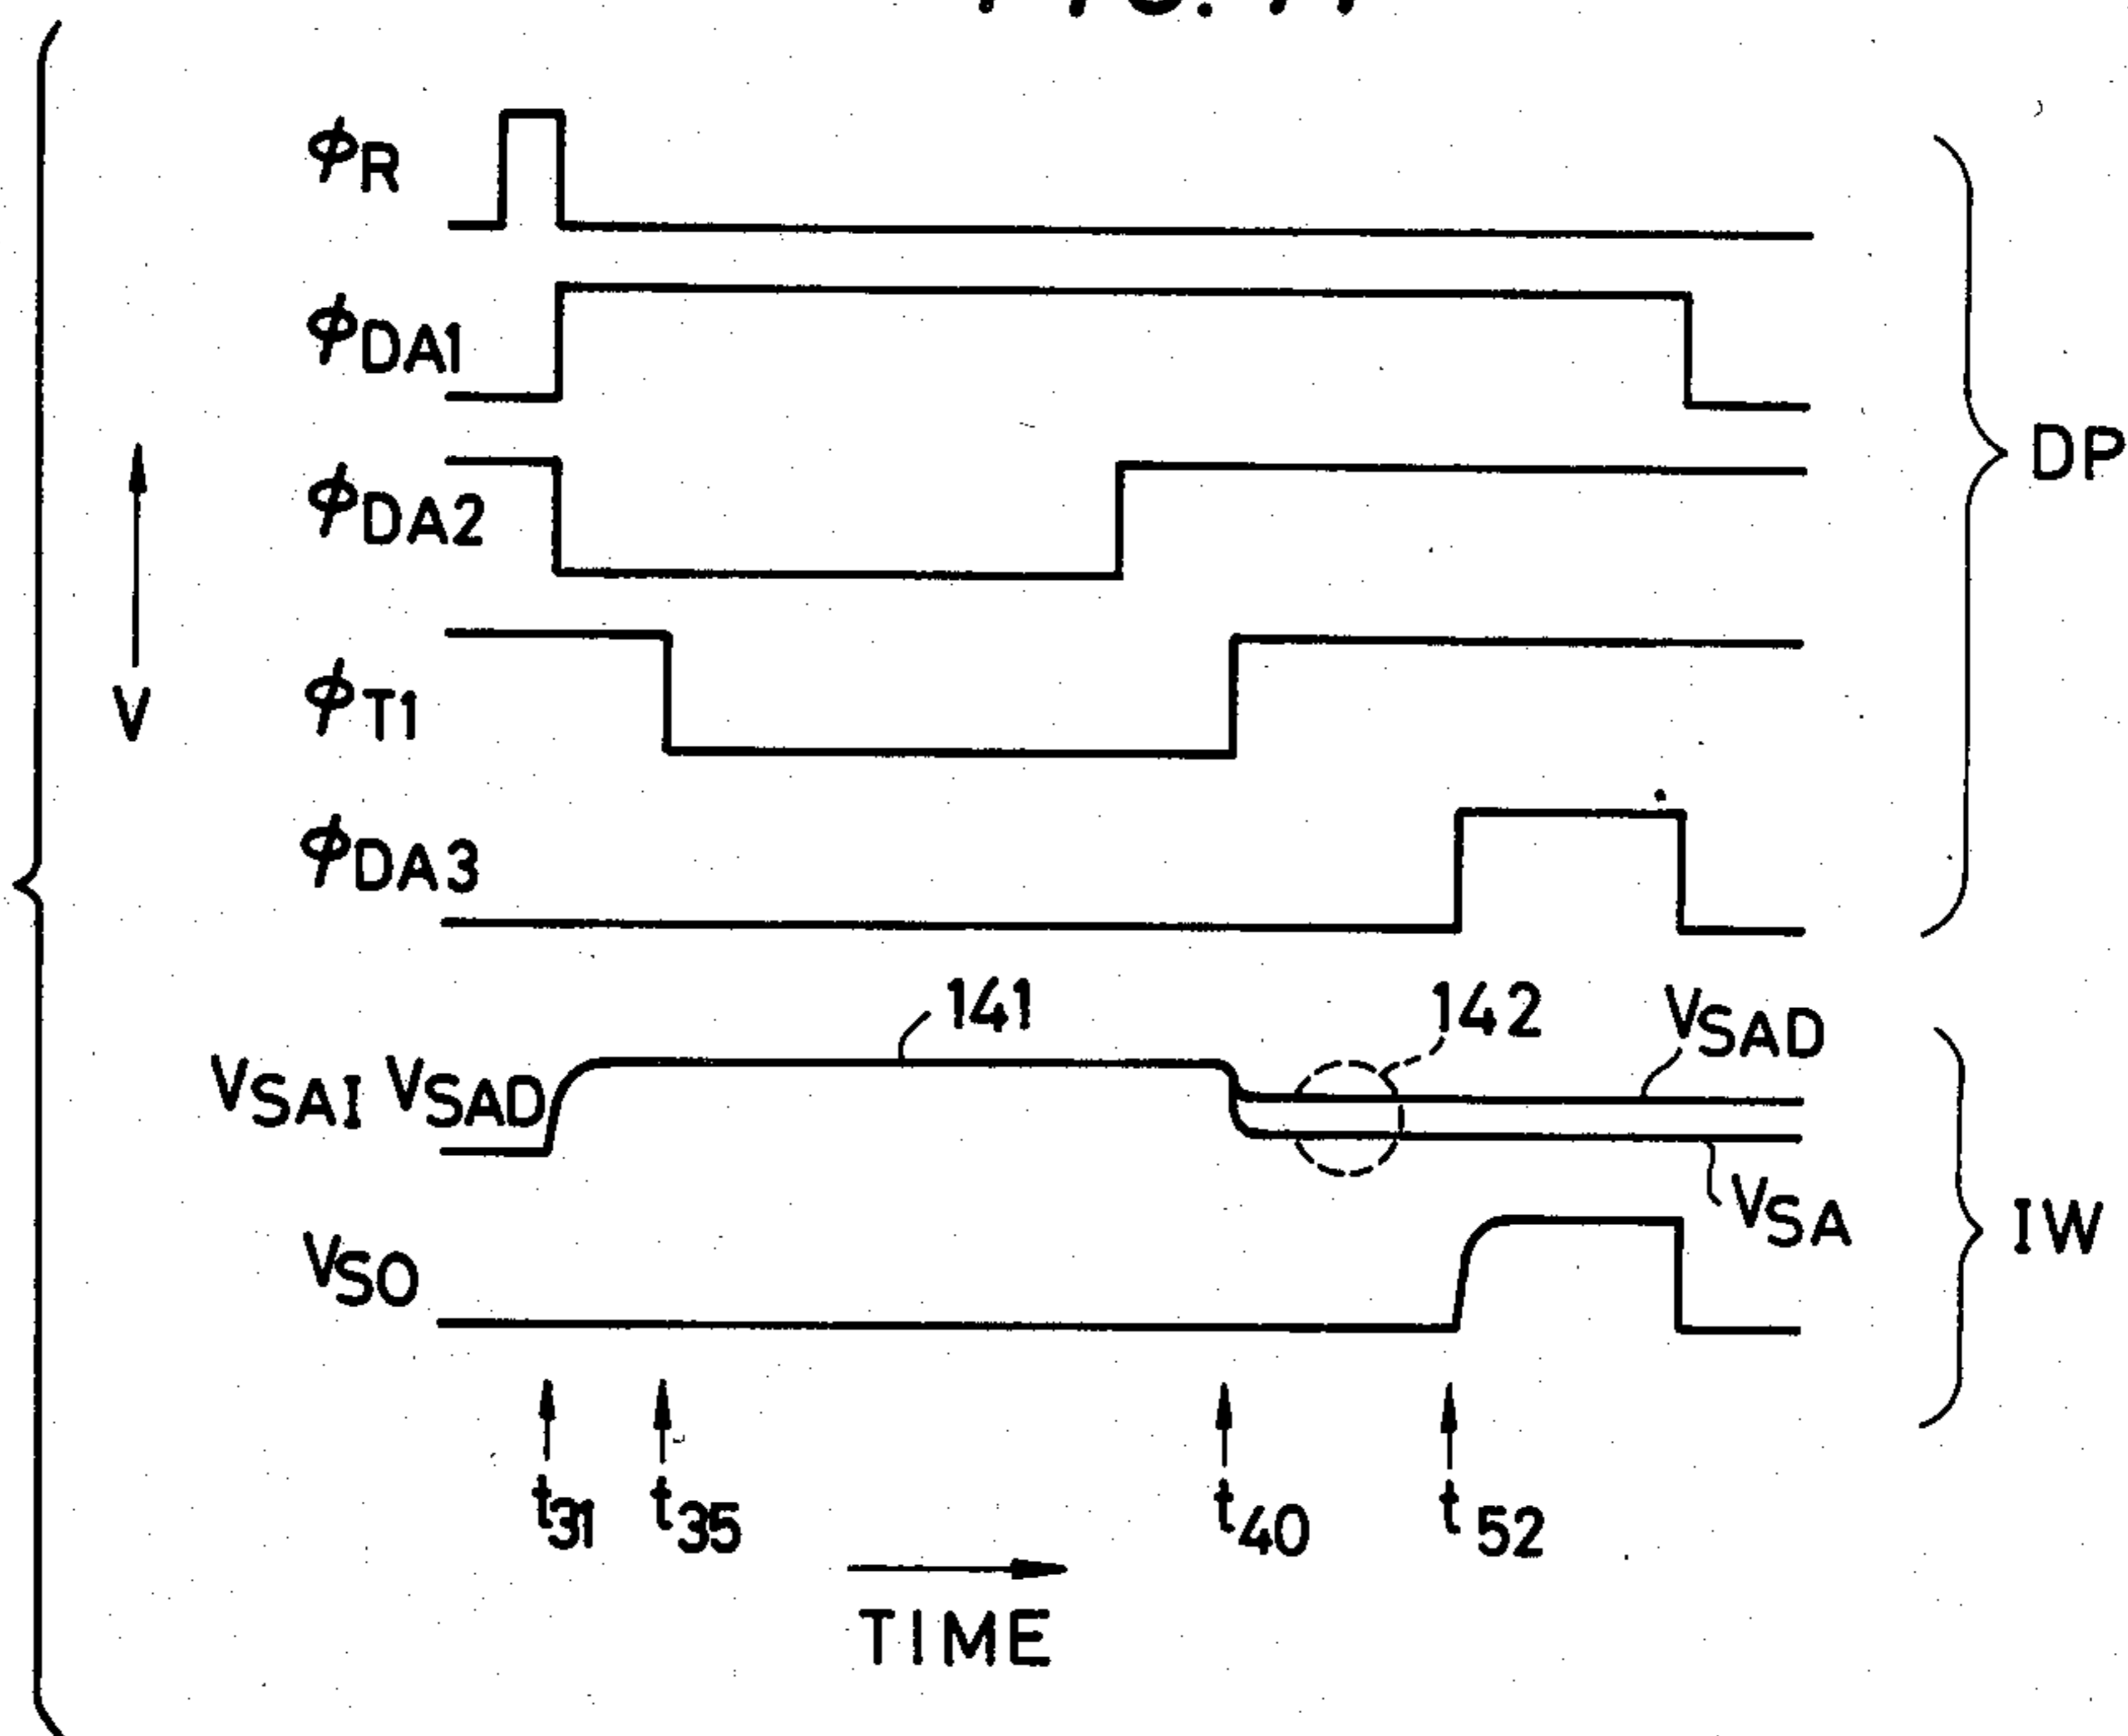 φR
φDA1
φDA2
V
φT1
φDA3
DP
141
142
VSAD
VSAI VSAD
VSA
VSO
IW
t31
t35
t40
t52
TIME